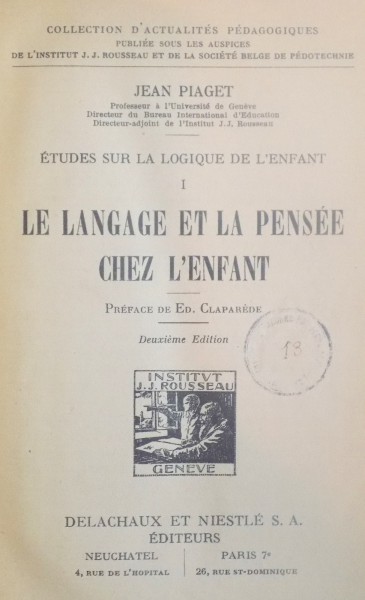 COLLECTION D'ACTUALITÉS PÉDAGOGIQUES
PUBLIÉE SOUS LES AUSPICES
DE L'INSTITUT J. J. ROUSSEAU ET DE LA SOCIÉTÉ BELGE DE PÉDOTECHNIE
JEAN PIAGET
Professeur à l'Université de Genève
Directeur du Bureau International d'Education
Directeur-adjoint de l'Institut J.J. Rousseau
ÉTUDES SUR LA LOGIQUE DE L'ENFANT
I
LE LANGAGE ET LA PENSÉE
CHEZ L'ENFANT
PRÉFACE DE ED. CLAPARÈDE
Deuxième Edition
18
INSTITVT
J.J. ROUSSEAU
GENEVE
DELACHAUX ET NIESTLÉ S. A.
ÉDITEURS
NEUCHATEL
4, RUE DE L'HOPITAL
PARIS 7e
26, RUE ST-DOMINIQUE